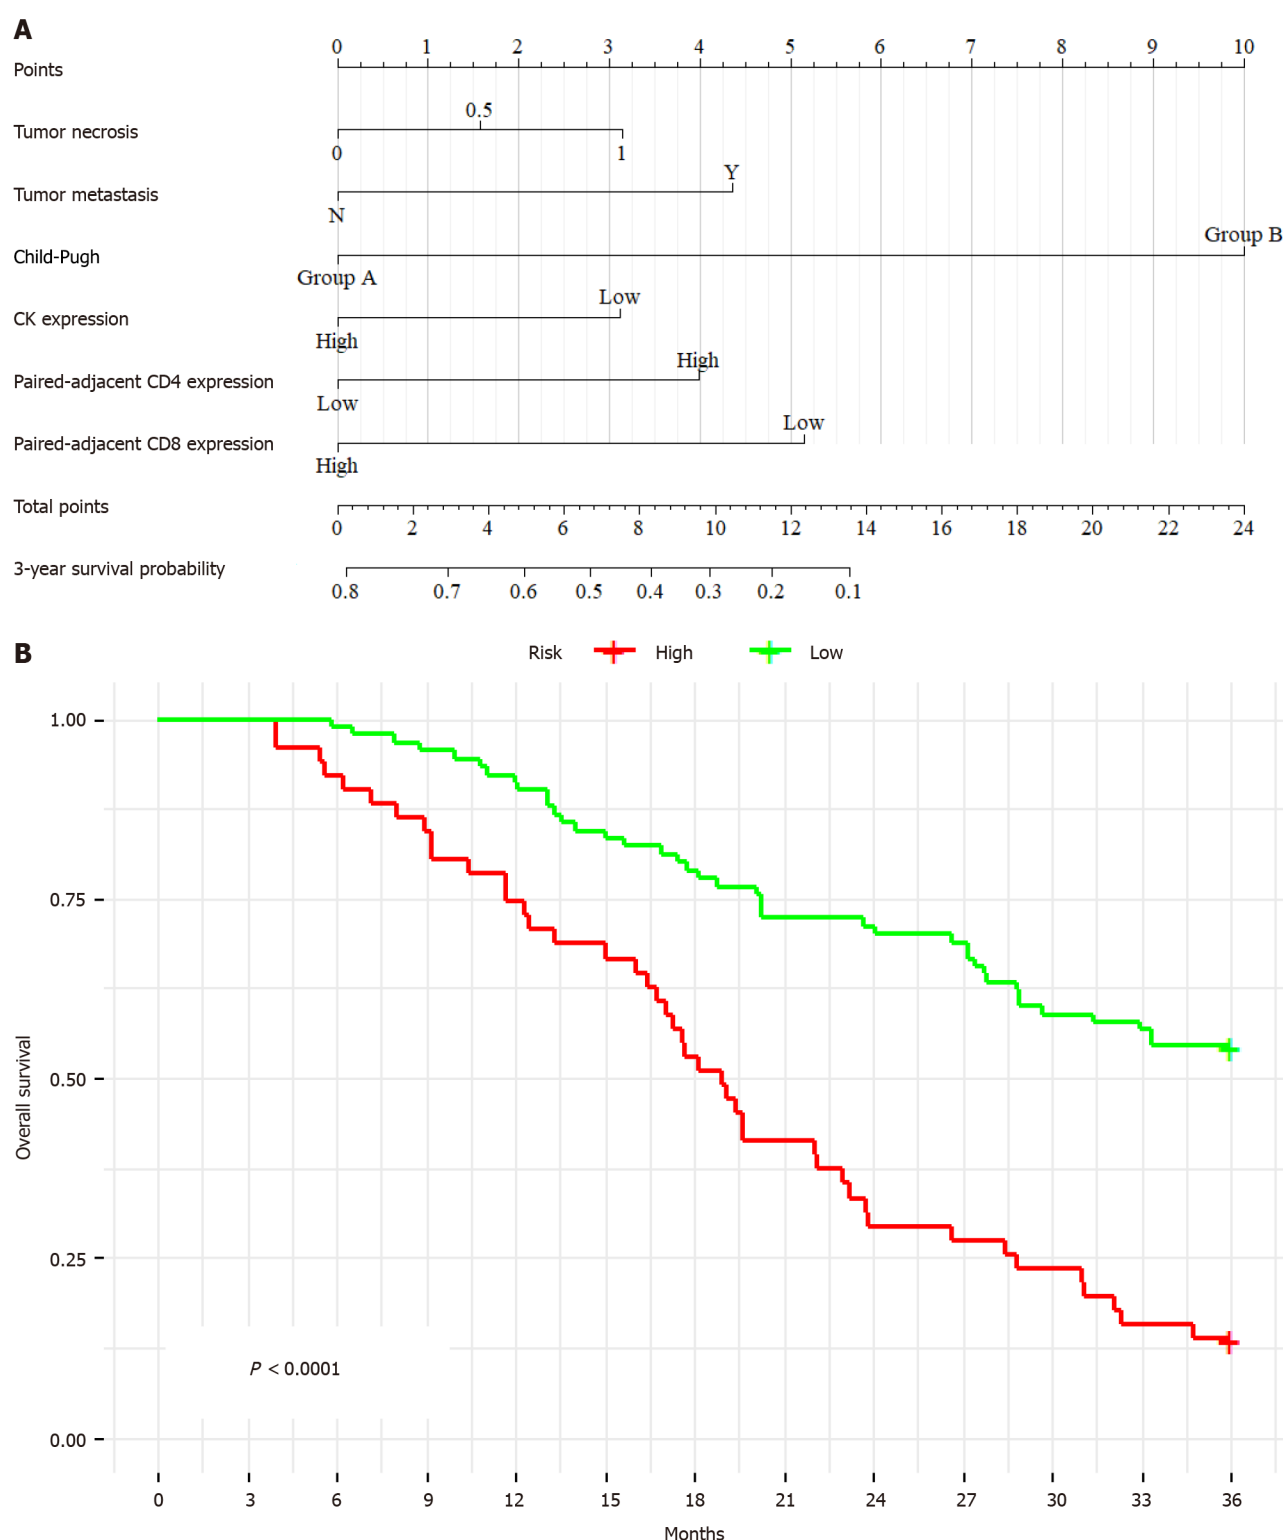 A
0 1 2 3 4 5 6 7 8 9 10
Points
0.5
Tumor necrosis
0 1
Y
Tumor metastasis
N
Group B
Child-Pugh
Group A
Low
CK expression
High
High
Paired-adjacent CD4 expression
Low
Low
Paired-adjacent CD8 expression
High
Total points
0 2 4 6 8 10 12 14 16 18 20 22 24
3-year survival probability
0.8 0.7 0.6 0.5 0.4 0.3 0.2 0.1
B
Risk High Low
1.00
0.75
0.50
Overall survival
0.25
P < 0.0001
0.00
0 3 6 9 12 15 18 21 24 27 30 33 36
Months